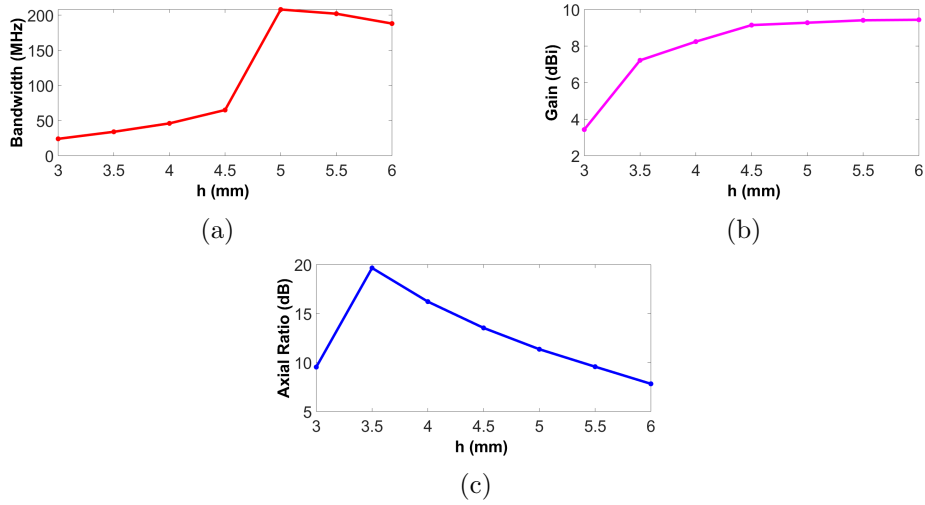 200
150
100
50
0
Bandwidth (MHz)
3 3.5 4 4.5 5 5.5 6
h (mm)
(a)
10
8
6
4
2
Gain (dBi)
3 3.5 4 4.5 5 5.5 6
h (mm)
(b)
20
15
10
5
Axial Ratio (dB)
3 3.5 4 4.5 5 5.5 6
h (mm)
(c)